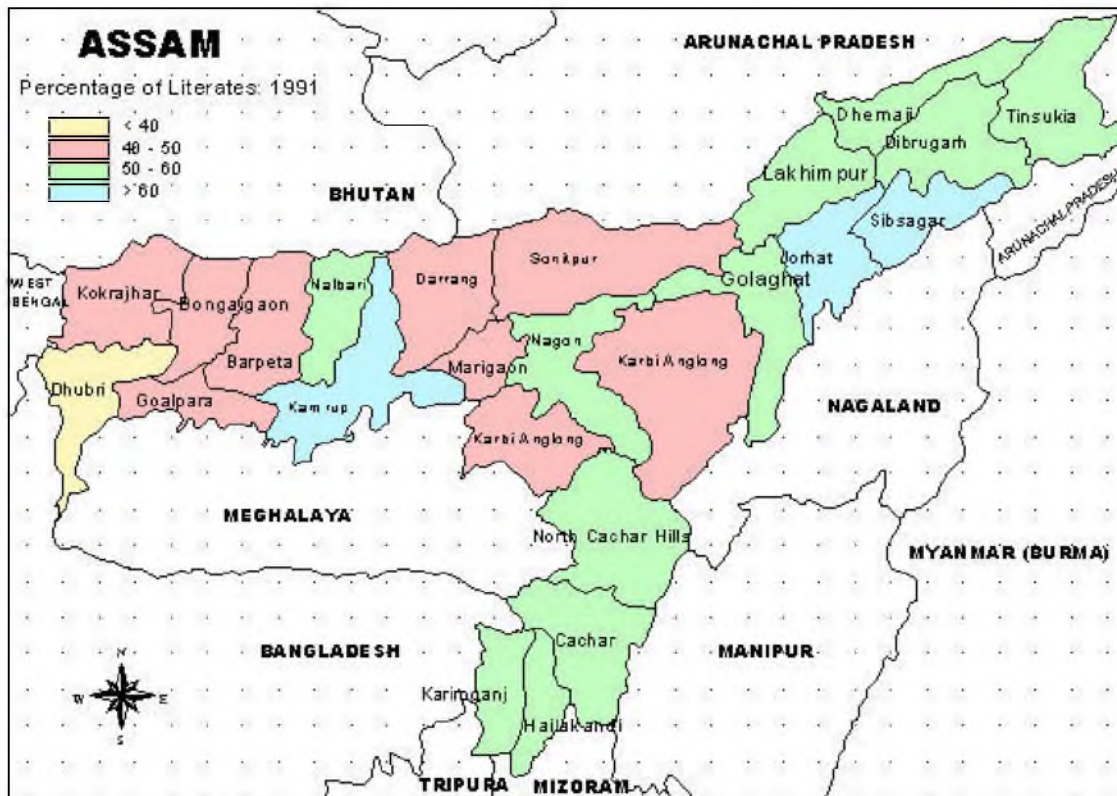 ASSAM
Percentage of Literates: 1991
< 40
40 - 50
50 - 60
> 60
ARUNACHAL PRADESH
BHUTAN
WEST BENGAL
Dhemaji
Tinsukia
Dibrugarh
Lakhimpur
Sibsagar
ARUNACHAL PRADESH
Jorhat
Sonitpur
Golaghat
Darrang
Nalbari
Kokrajhar
Bongaigaon
Nagon
Barpeta
Marigaon
Karbi Anglong
Dhubri
Goalpara
Kamrup
NAGALAND
Karbi Anglong
MEGHALAYA
North Cachar Hills
MYANMAR (BURMA)
Cachar
BANGLADESH
MANIPUR
N
W
E
S
Karimganj
Hailakandi
TRIPURA
MIZORAM